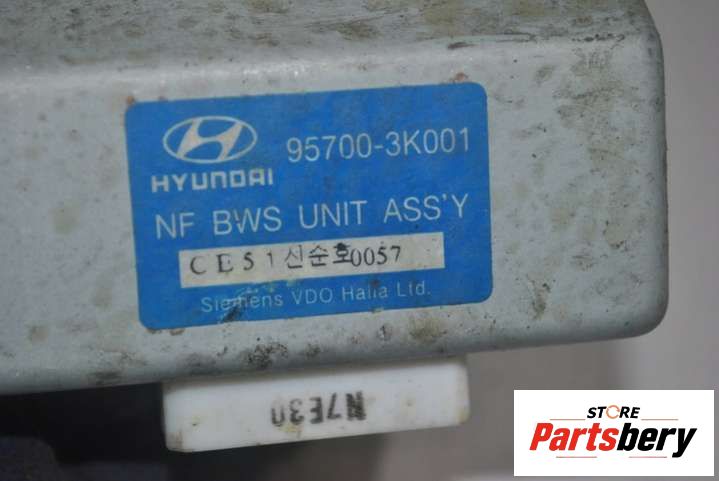 95700-3K001
HYUNDAI
NF BWS UNIT ASS'Y
CE51신순호0057
Siemens VDO Halla Ltd.
N7E30
STORE
Partsbery